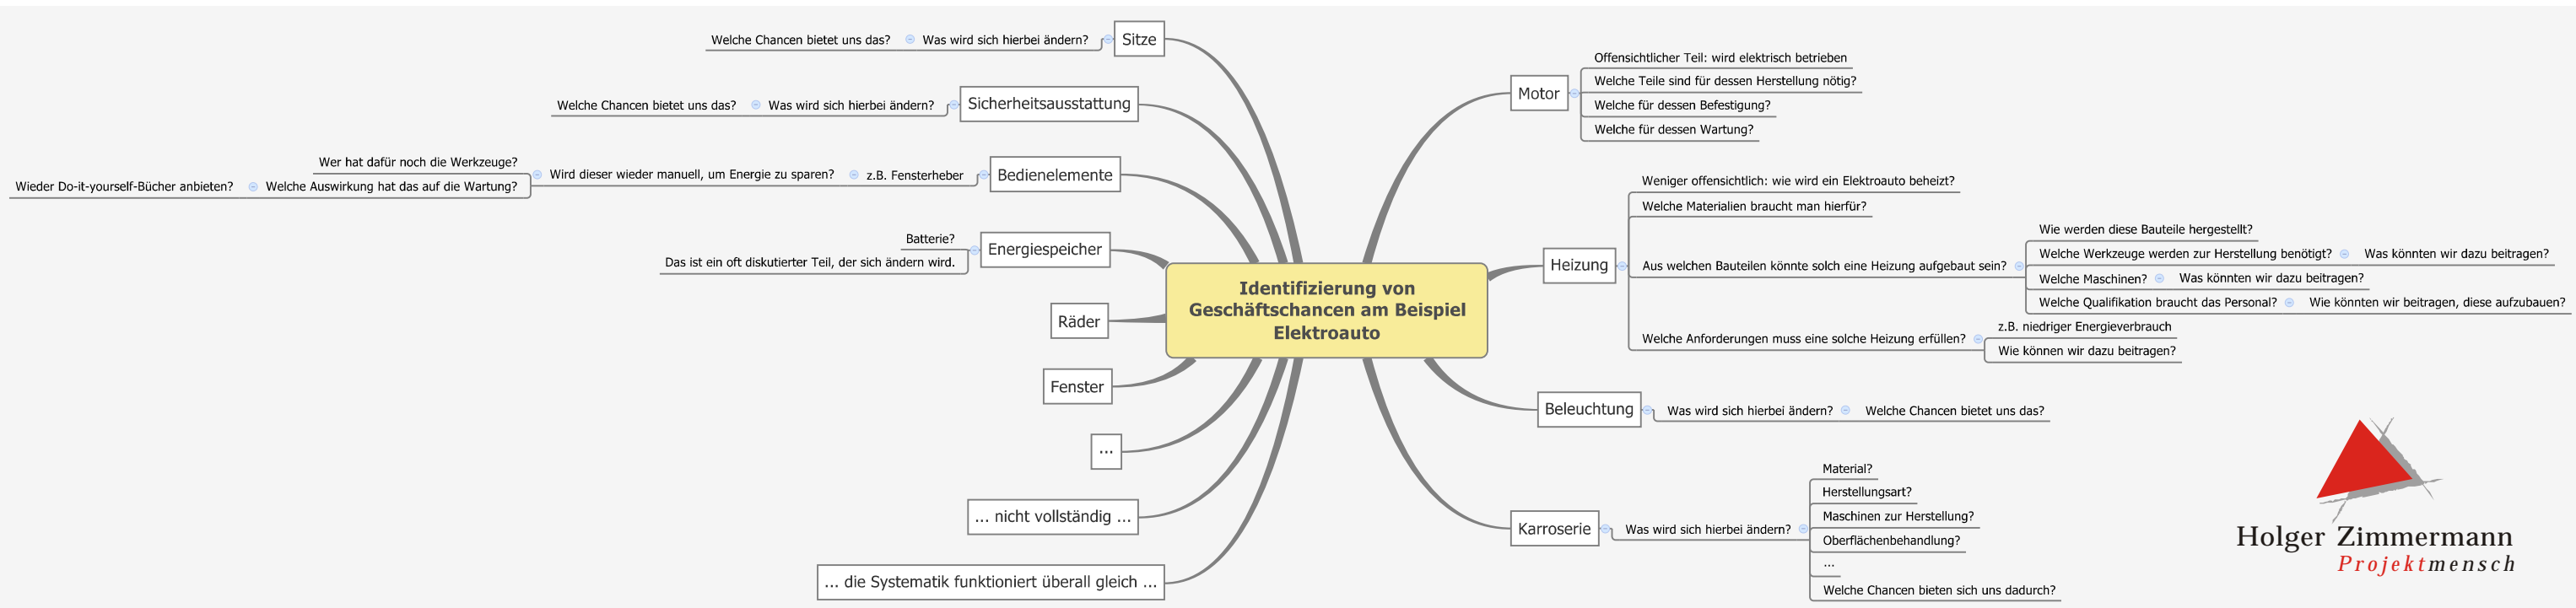 Identifizierung von
Geschäftschancen am Beispiel
Elektroauto
Motor
Offensichtlicher Teil: wird elektrisch betrieben
Welche Teile sind für dessen Herstellung nötig?
Welche für dessen Befestigung?
Welche für dessen Wartung?
Heizung
Weniger offensichtlich: wie wird ein Elektroauto beheizt?
Welche Materialien braucht man hierfür?
Aus welchen Bauteilen könnte solch eine Heizung aufgebaut sein?
Wie werden diese Bauteile hergestellt?
Welche Werkzeuge werden zur Herstellung benötigt?
Was könnten wir dazu beitragen?
Welche Maschinen?
Was könnten wir dazu beitragen?
Welche Qualifikation braucht das Personal?
Wie könnten wir beitragen, diese aufzubauen?
Welche Anforderungen muss eine solche Heizung erfüllen?
z.B. niedriger Energieverbrauch
Wie können wir dazu beitragen?
Beleuchtung
Was wird sich hierbei ändern?
Welche Chancen bietet uns das?
Karroserie
Was wird sich hierbei ändern?
Material?
Herstellungsart?
Maschinen zur Herstellung?
Oberflächenbehandlung?
...
Welche Chancen bieten sich uns dadurch?
Sitze
Was wird sich hierbei ändern?
Welche Chancen bietet uns das?
Sicherheitsausstattung
Was wird sich hierbei ändern?
Welche Chancen bietet uns das?
Bedienelemente
z.B. Fensterheber
Wird dieser wieder manuell, um Energie zu sparen?
Wer hat dafür noch die Werkzeuge?
Welche Auswirkung hat das auf die Wartung?
Wieder Do-it-yourself-Bücher anbieten?
Energiespeicher
Batterie?
Das ist ein oft diskutierter Teil, der sich ändern wird.
Räder
Fenster
...
... nicht vollständig ...
... die Systematik funktioniert überall gleich ...
Holger Zimmermann
Projektmensch